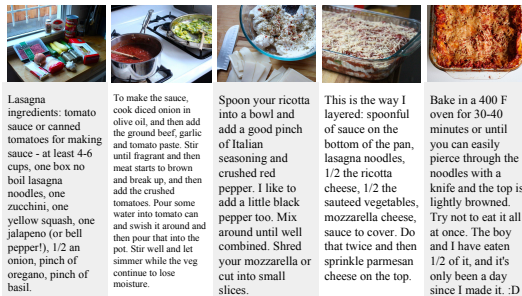 Lasagna
ingredients: tomato
sauce or canned
tomatoes for making
sauce - at least 4-6
cups, one box no
boil lasagna
noodles, one
zucchini, one
yellow squash, one
jalapeno (or bell
pepper!), 1/2 an
onion, pinch of
oregano, pinch of
basil.
To make the sauce,
cook diced onion in
olive oil, and then add
the ground beef, garlic
and tomato paste. Stir
until fragrant and then
meat starts to brown
and break up, and then
add the crushed
tomatoes. Pour some
water into tomato can
and swish it around and
then pour that into the
pot. Stir well and let
simmer while the veg
continue to lose
moisture.
Spoon your ricotta
into a bowl and
add a good pinch
of Italian
seasoning and
crushed red
pepper. I like to
add a little black
pepper too. Mix
around until well
combined. Shred
your mozzarella or
cut into small
slices.
This is the way I
layered: spoonful
of sauce on the
bottom of the pan,
lasagna noodles,
1/2 the ricotta
cheese, 1/2 the
sauteed vegetables,
mozzarella cheese,
sauce to cover. Do
that twice and then
sprinkle parmesan
cheese on the top.
Bake in a 400 F
oven for 30-40
minutes or until
you can easily
pierce through the
noodles with a
knife and the top is
lightly browned.
Try not to eat it all
at once. The boy
and I have eaten
1/2 of it, and it's
only been a day
since I made it. :D